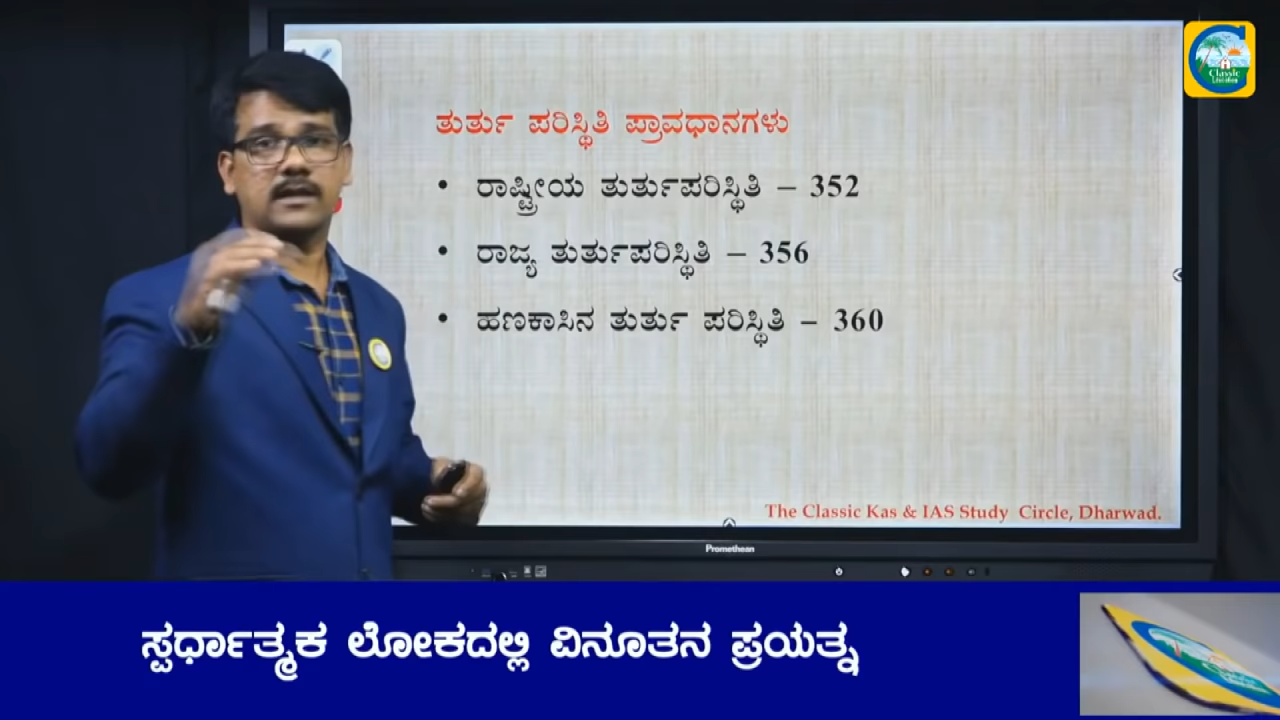 Classic
ತುರ್ತು ಪರಿಸ್ಥಿತಿ ಪ್ರಾವಧಾನಗಳು
• ರಾಷ್ಟ್ರೀಯ ತುರ್ತುಪರಿಸ್ಥಿತಿ – 352
• ರಾಜ್ಯ ತುರ್ತುಪರಿಸ್ಥಿತಿ – 356
• ಹಣಕಾಸಿನ ತುರ್ತು ಪರಿಸ್ಥಿತಿ – 360
The Classic Kas & IAS Study Circle, Dharwad.
Promethean
ಸ್ಪರ್ಧಾತ್ಮಕ ಲೋಕದಲ್ಲಿ ವಿನೂತನ ಪ್ರಯತ್ನ